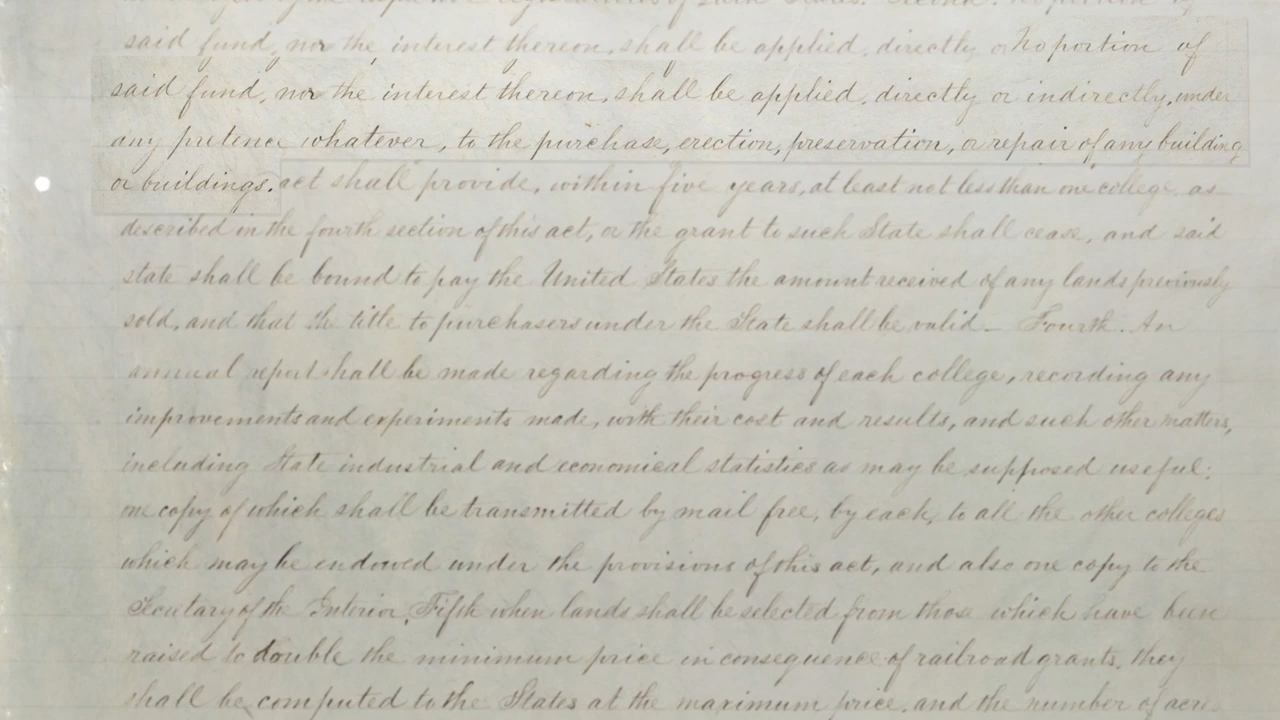 said fund, nor the interest thereon, shall be applied, directly or No portion of
said fund, nor the interest thereon, shall be applied, directly or indirectly, under
any pretence whatever, to the purchase, erection, preservation, or repair of any building
or buildings. act shall provide, within five years, at least not less than one college, as
described in the fourth section of this act, or the grant to such State shall cease, and said
state shall be bound to pay the United States the amount received of any lands previously
sold, and that the title to purchasers under the State shall be valid. Fourth. An
annual report shall be made regarding the progress of each college, recording any
improvements and experiments made, with their cost and results, and such other matters,
including State industrial and economical statistics as may be supposed useful:
one copy of which shall be transmitted by mail free, by each, to all the other colleges
which may be endowed under the provisions of this act, and also one copy to the
Secretary of the Interior. Fifth when lands shall be selected from those which have been
raised to double the minimum price in consequence of railroad grants, they
shall be computed to the States at the maximum price, and the number of acres